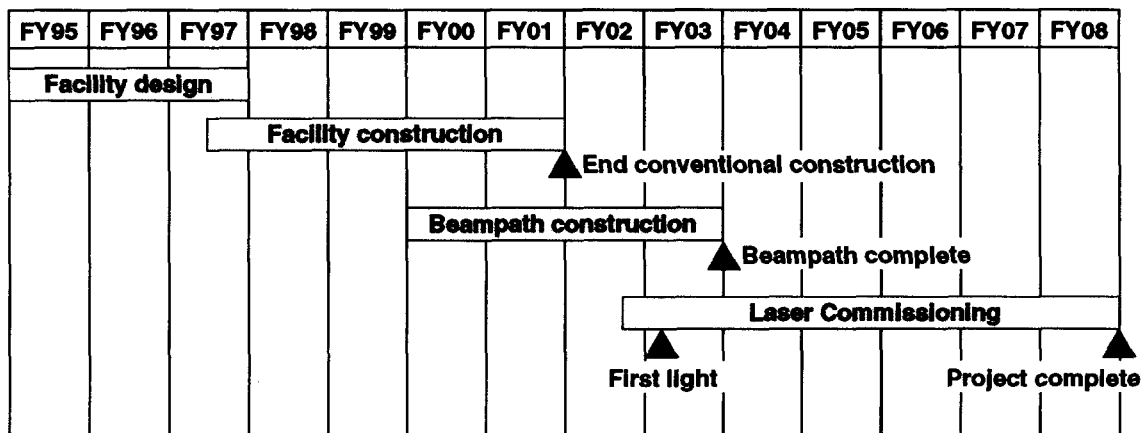 FY95 FY96 FY97 FY98 FY99 FY00 FY01 FY02 FY03 FY04 FY05 FY06 FY07 FY08
Facility design
Facility construction
End conventional construction
Beampath construction
Beampath complete
Laser Commissioning
First light
Project complete